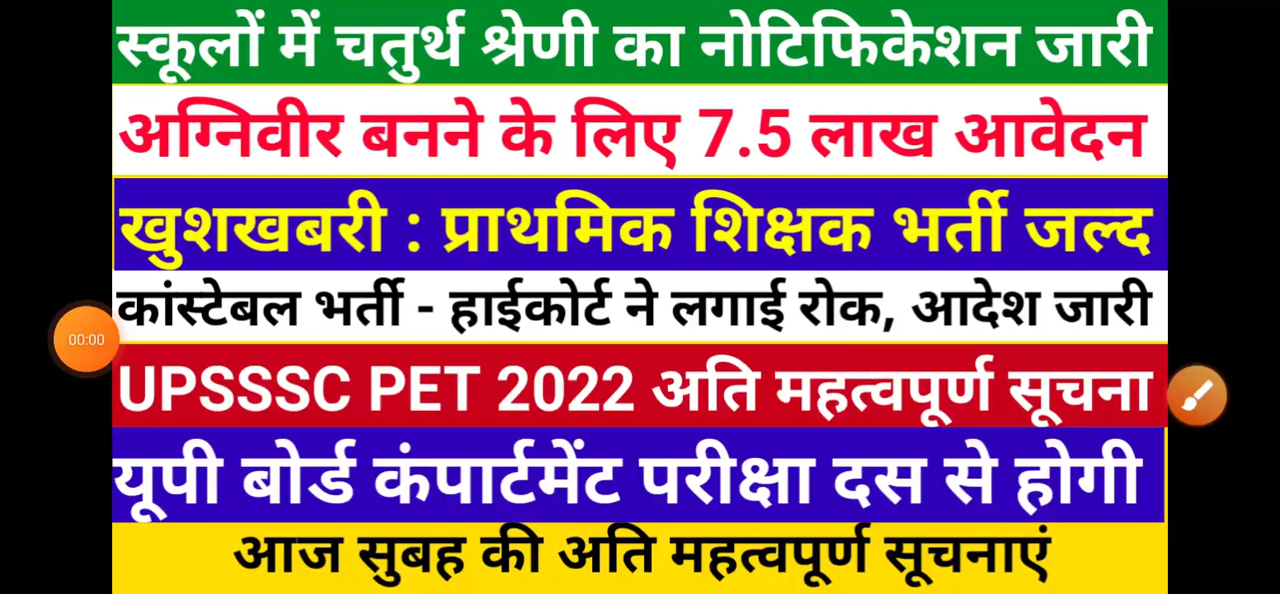 स्कूलों में चतुर्थ श्रेणी का नोटिफिकेशन जारी
अग्निवीर बनने के लिए 7.5 लाख आवेदन
खुशखबरी : प्राथमिक शिक्षक भर्ती जल्द
कांस्टेबल भर्ती - हाईकोर्ट ने लगाई रोक, आदेश जारी
00:00
UPSSSC PET 2022 अति महत्वपूर्ण सूचना
यूपी बोर्ड कंपार्टमेंट परीक्षा दस से होगी
आज सुबह की अति महत्वपूर्ण सूचनाएं